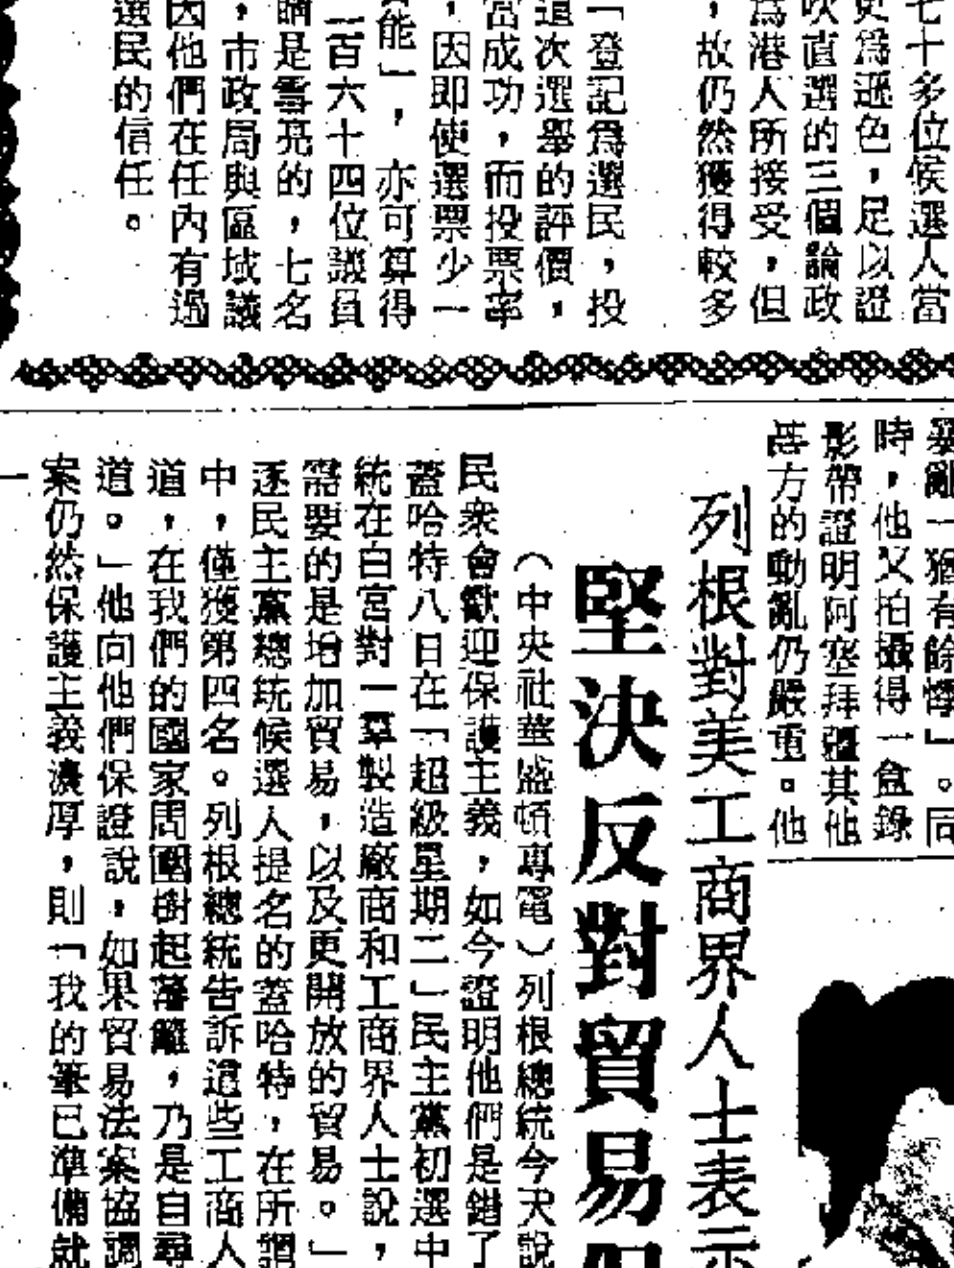 七十多位候選人當
更爲遜色，足以證
吹直選的三個論政
爲港人所接受，但
，故仍然獲得較多
「登記爲選民，投
這次選舉的評價，
當成功，而投票率
，因即使選票少一
能」，亦可算得
二百六十四位議員
睛是雪亮的，七名
，市政局與區域議
因他們在任內有過
選民的信任。
暴亂一猶有餘悸」。同
時，他又拍攝得一盒錄
影帶證明阿塞拜疆其他
地方的動亂仍嚴重。他
列根對美工商界人士表示
堅決反對貿易保
（中央社華盛頓專電）列根總統今天說
民衆會歡迎保護主義，如今證明他們是錯了
蓋哈特八日在「超級星期二」民主黨初選中
統在白宮對一羣製造廠商和工商界人士說，
需要的是增加貿易，以及更開放的貿易。」
逐民主黨總統候選人提名的蓋哈特，在所謂
中，僅獲第四名。列根總統告訴這些工商人
道，在我們的國家周圍樹起藩籬，乃是自尋
道。」他向他們保證說，如果貿易法案協調
案仍然保護主義濃厚，則「我的筆已準備就